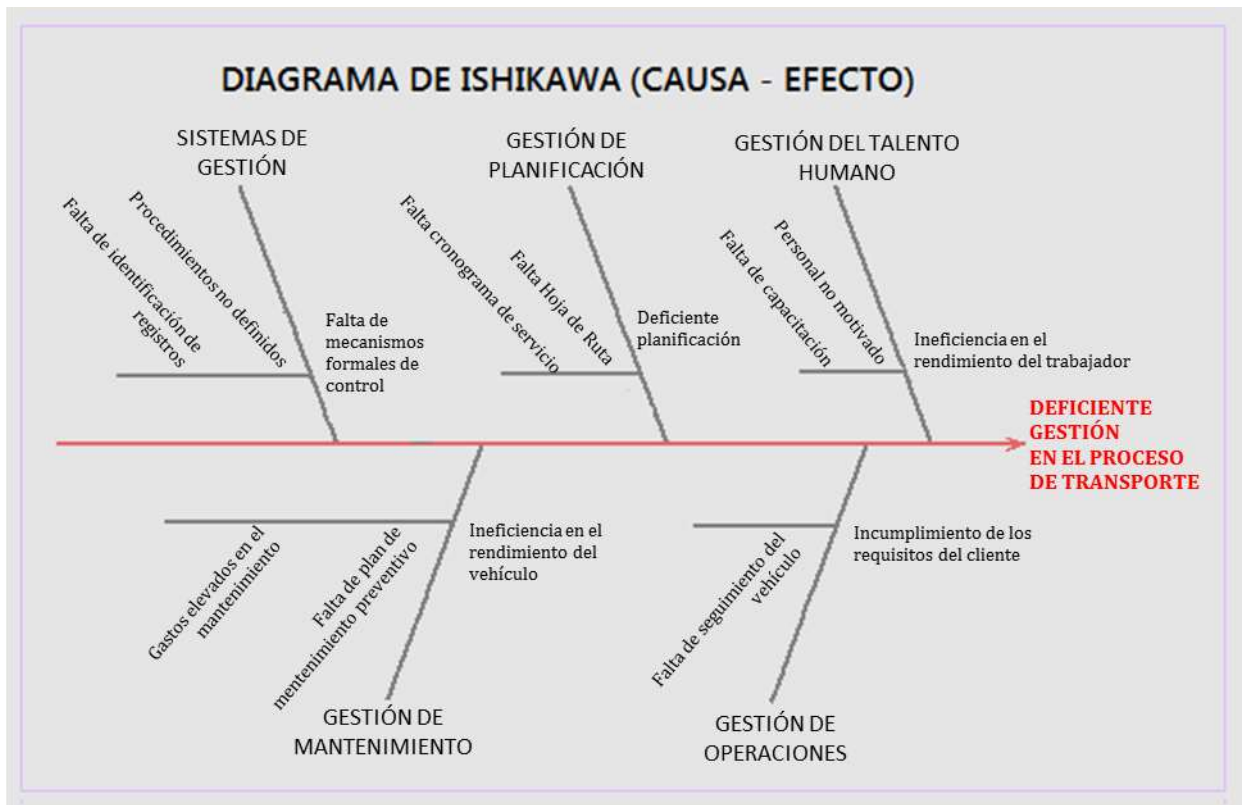 DIAGRAMA DE ISHIKAWA (CAUSA - EFECTO)
SISTEMAS DE
GESTIÓN
GESTIÓN DE
PLANIFICACIÓN
GESTIÓN DEL TALENTO
HUMANO
Falta de identificación de
registros
Procedimientos no definidos
Falta de
mecanismos
formales de
control
Falta cronograma de servicio
Falta Hoja de Ruta
Deficiente
planificación
Falta de capacitación
Personal no motivado
Ineficiencia en el
rendimiento del trabajador
DEFICIENTE
GESTIÓN
EN EL PROCESO
DE TRANSPORTE
Gastos elevados en el
mantenimiento
Falta de plan de
mentenimiento preventivo
Ineficiencia en el
rendimiento del
vehículo
Falta de seguimiento del
vehículo
Incumplimiento de los
requisitos del cliente
GESTIÓN DE
MANTENIMIENTO
GESTIÓN DE
OPERACIONES